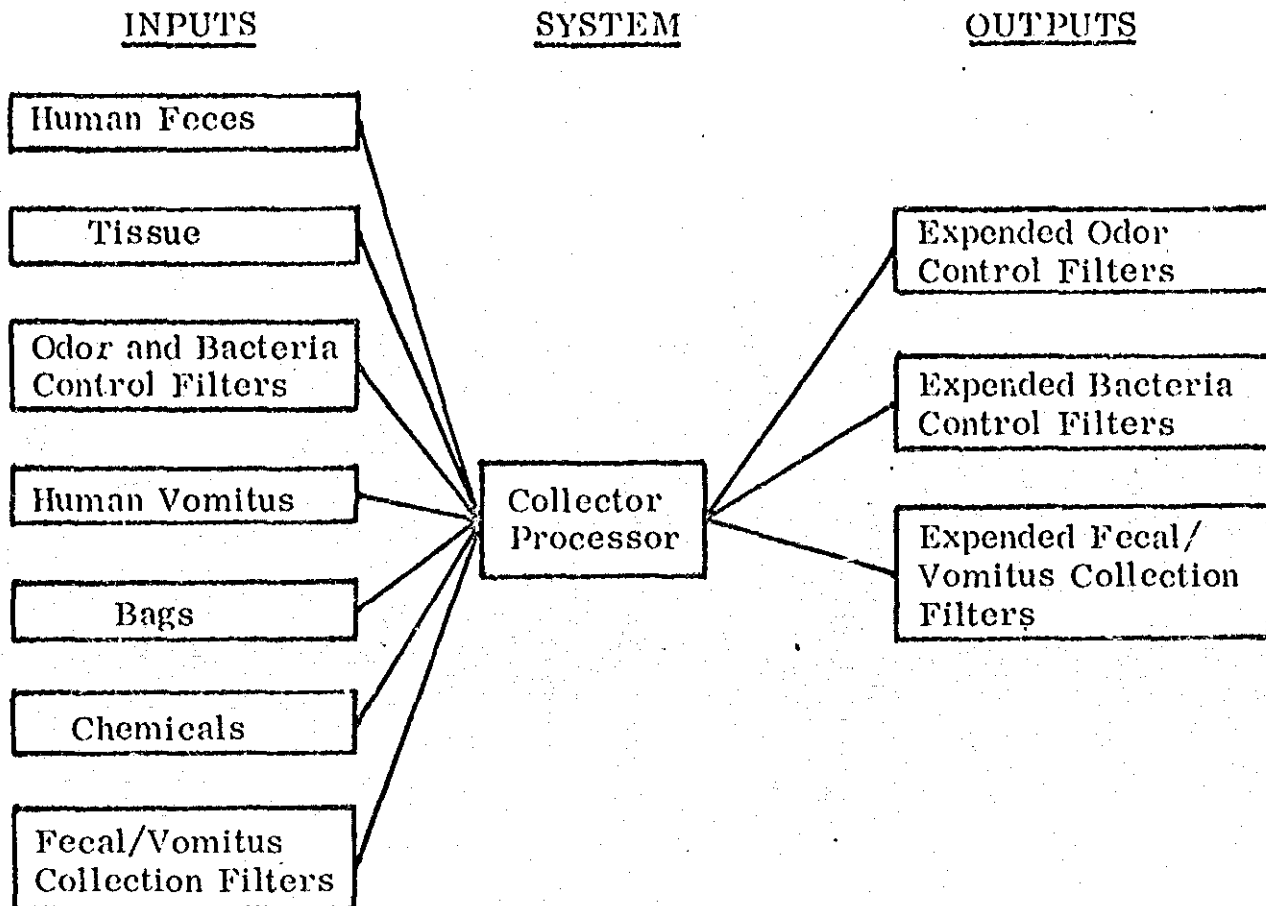 INPUTS
SYSTEM
OUTPUTS
Human Feces
Tissue
Odor and Bacteria
Control Filters
Human Vomitus
Bags
Chemicals
Fecal/Vomitus
Collection Filters
Collector
Processor
Expended Odor
Control Filters
Expended Bacteria
Control Filters
Expended Fecal/
Vomitus Collection
Filters